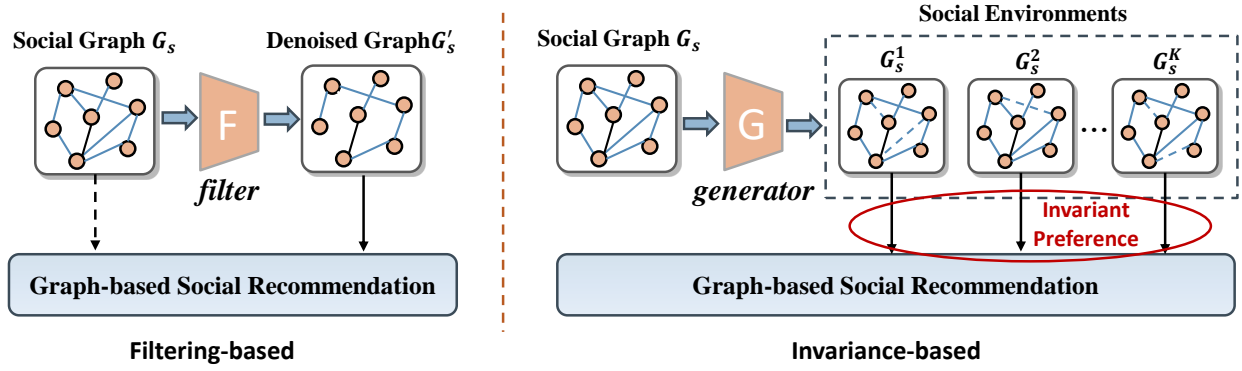 Social Graph G_s
Denoised GraphG'_s
F
filter
Graph-based Social Recommendation
Filtering-based
Social Environments
Social Graph G_s
G_s^1
G_s^2
G_s^K
G
...
generator
Invariant
Preference
Graph-based Social Recommendation
Invariance-based